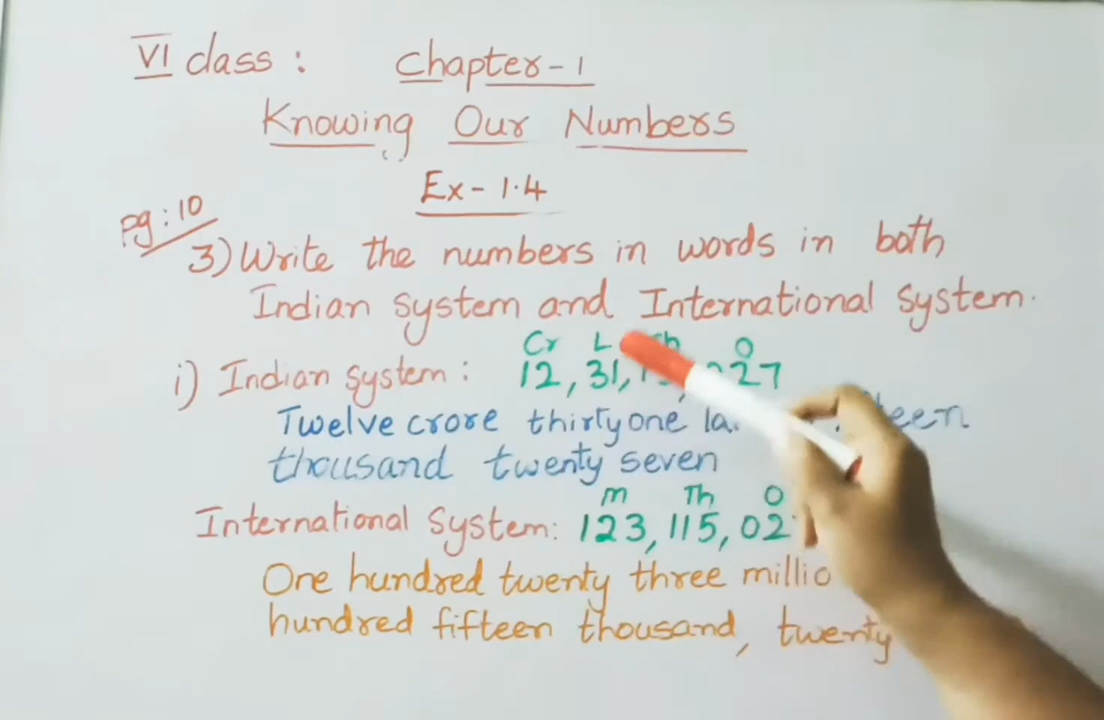 VI class : Chapter-1
Knowing Our Numbers
Ex-1.4
pg:10
3) Write the numbers in words in both
Indian System and International System.
Cr L O
i) Indian System : 12, 31, 27
Twelve crore thirtyone
thousand twenty seven
m Th O
International System: 123, 115, 02
One hundred twenty three
hundred fifteen thousand, twenty